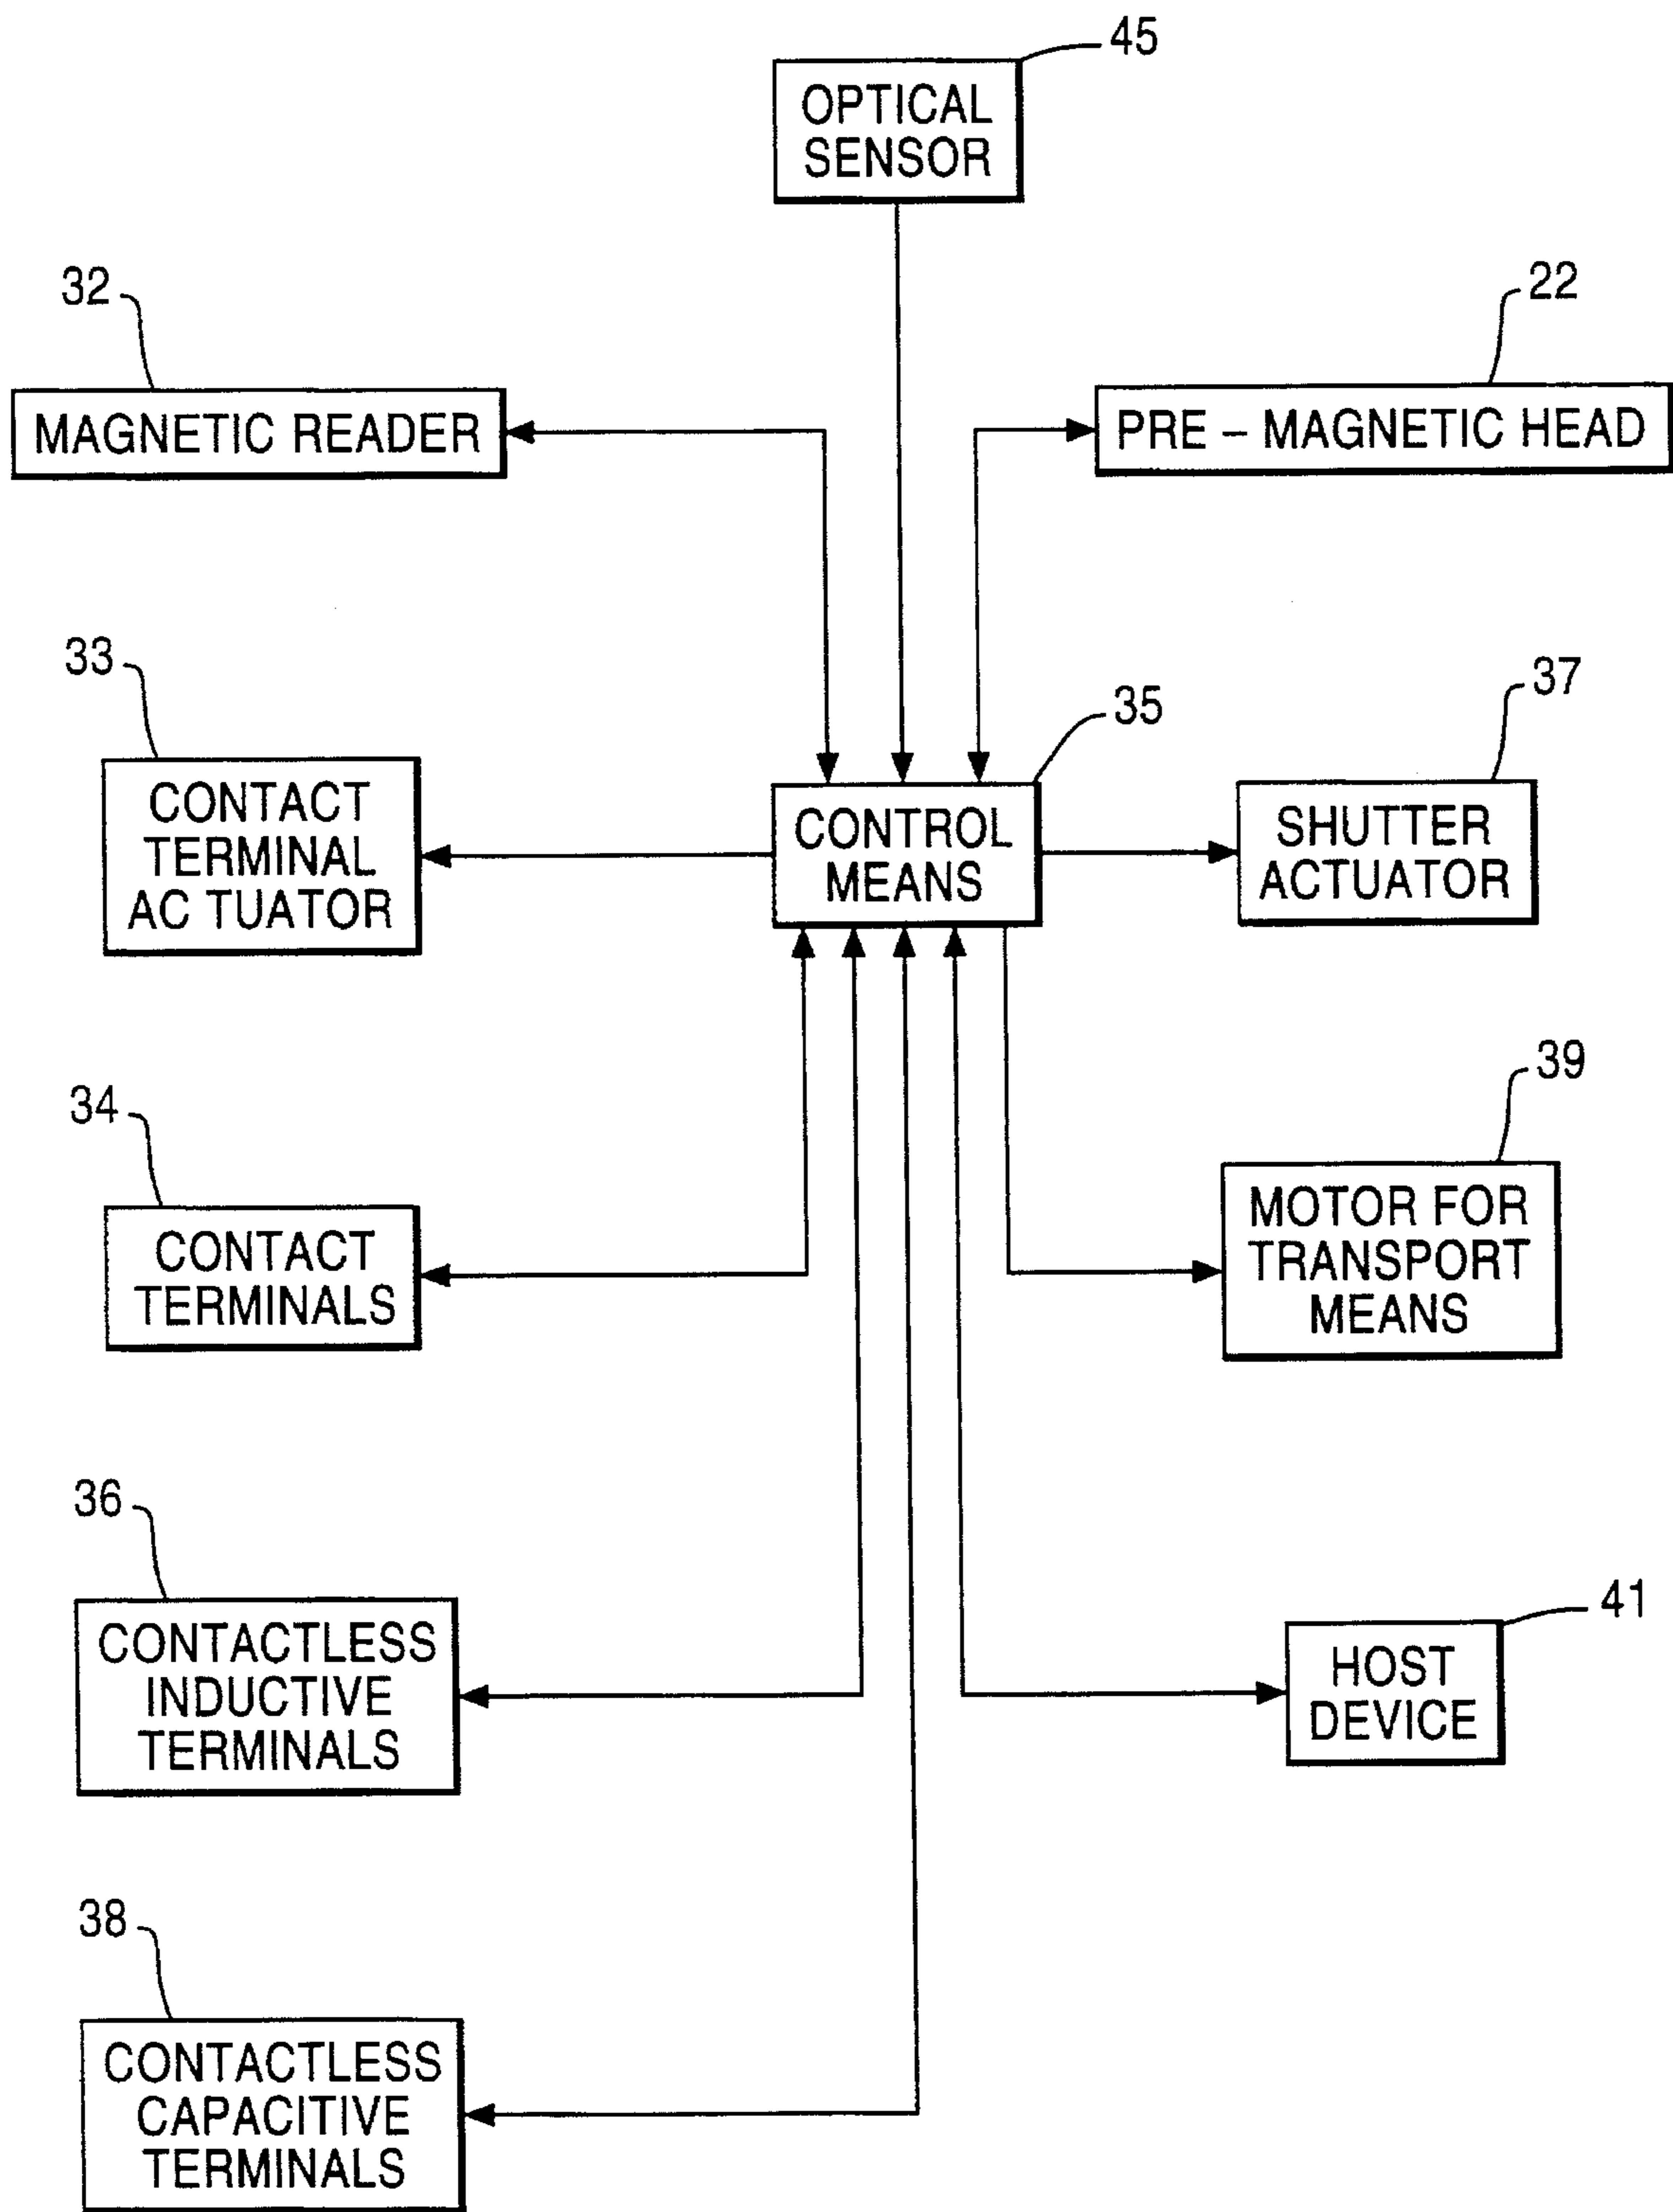 45
OPTICAL
SENSOR
32
MAGNETIC READER
22
PRE – MAGNETIC HEAD
33
CONTACT
TERMINAL
AC TUATOR
35
CONTROL
MEANS
37
SHUTTER
ACTUATOR
34
CONTACT
TERMINALS
39
MOTOR FOR
TRANSPORT
MEANS
36
CONTACTLESS
INDUCTIVE
TERMINALS
41
HOST
DEVICE
38
CONTACTLESS
CAPACITIVE
TERMINALS